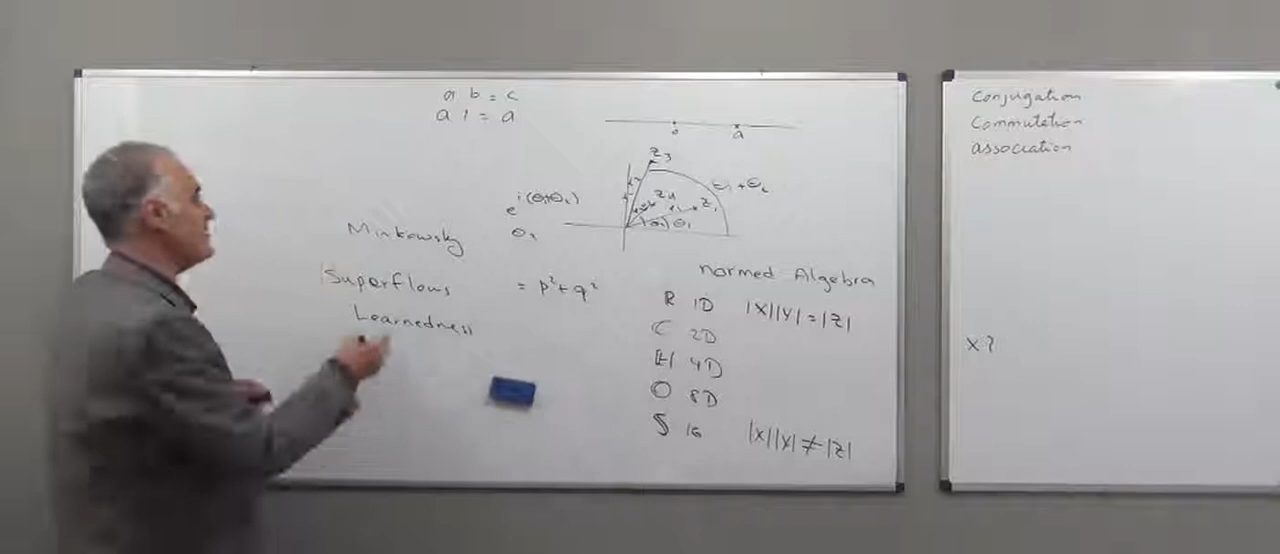 a b = c
a 1 = a
o a
z₃
z₂ z₁ θ₁ + θ₂
e^i(θ₁+θ₂)
θ₂ θ₁
Minkowsky
Superflows = p² + q²
Learnedness
normed Algebra
R 1D |x||y| = |z|
C 2D
H 4D
O 8D
S 16 |x||y| ≠ |z|
Conjugation
Commutetion
association
x?